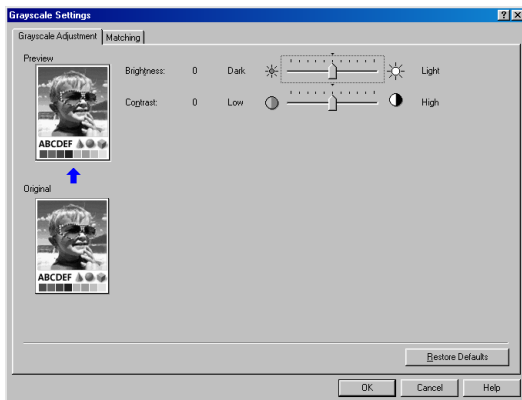 Grayscale Settings
Grayscale Adjustment Matching
Preview
Brightness: 0 Dark Light
Contrast: 0 Low High
ABCDEF
Original
ABCDEF
Restore Defaults
OK Cancel Help